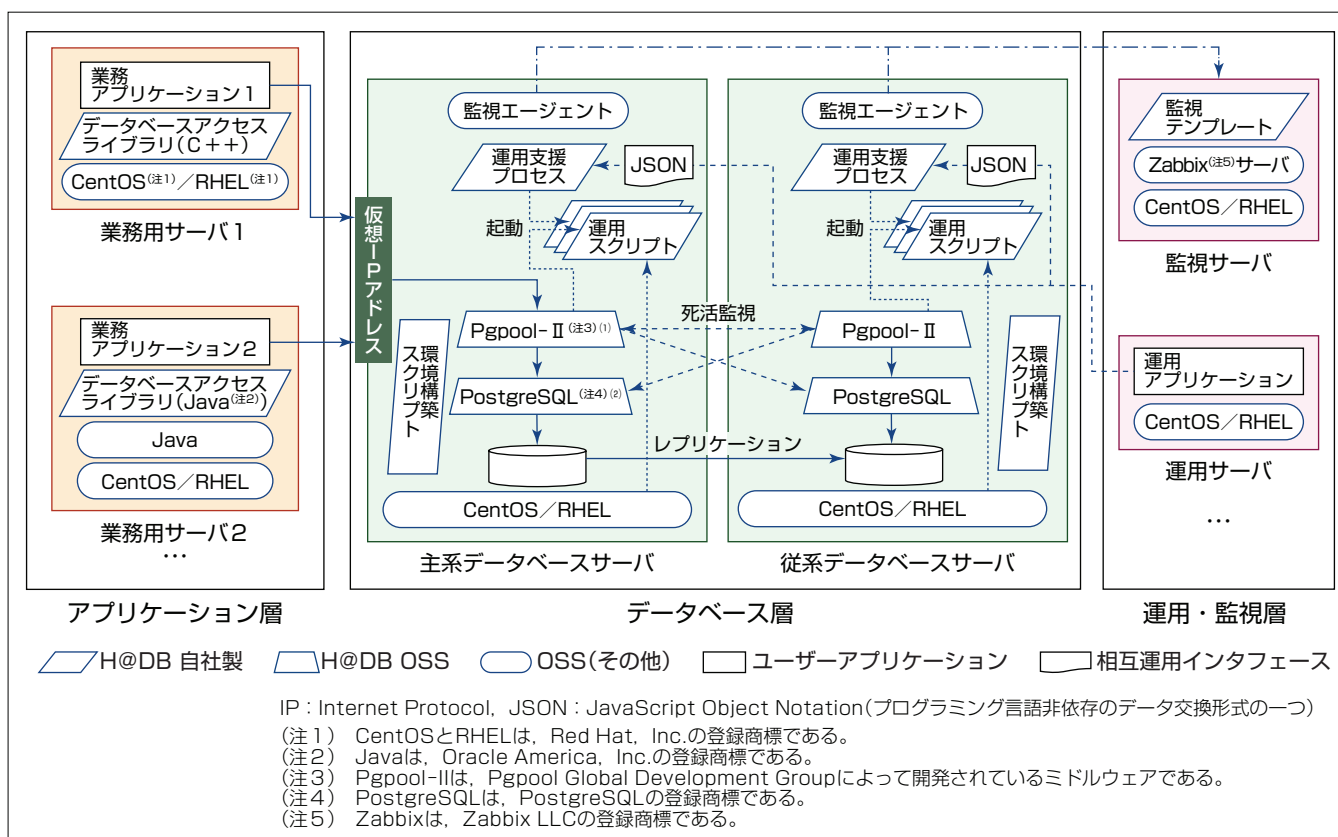 業務
アプリケーション1
データベースアクセス
ライブラリ(C++)
CentOS(注1)/RHEL(注1)
業務用サーバ1
業務
アプリケーション2
データベースアクセス
ライブラリ(Java(注2))
Java
CentOS/RHEL
業務用サーバ2
…
アプリケーション層
仮想IPアドレス
監視エージェント
運用支援
プロセス
JSON
起動
運用
スクリプト
Pgpool-Ⅱ(注3)(1)
PostgreSQL(注4)(2)
環境構築
スクリプト
CentOS/RHEL
主系データベースサーバ
死活監視
レプリケーション
監視エージェント
運用支援
プロセス
JSON
起動
運用
スクリプト
Pgpool-Ⅱ
PostgreSQL
環境構築
スクリプト
CentOS/RHEL
従系データベースサーバ
データベース層
監視
テンプレート
Zabbix(注5)サーバ
CentOS/RHEL
監視サーバ
運用
アプリケーション
CentOS/RHEL
運用サーバ
…
運用・監視層
H@DB 自社製
H@DB OSS
OSS(その他)
ユーザーアプリケーション
相互運用インタフェース
IP:Internet Protocol,JSON:JavaScript Object Notation(プログラミング言語非依存のデータ交換形式の一つ)
(注1) CentOSとRHELは,Red Hat, Inc.の登録商標である。
(注2) Javaは,Oracle America, Inc.の登録商標である。
(注3) Pgpool-IIは,Pgpool Global Development Groupによって開発されているミドルウェアである。
(注4) PostgreSQLは,PostgreSQLの登録商標である。
(注5) Zabbixは,Zabbix LLCの登録商標である。